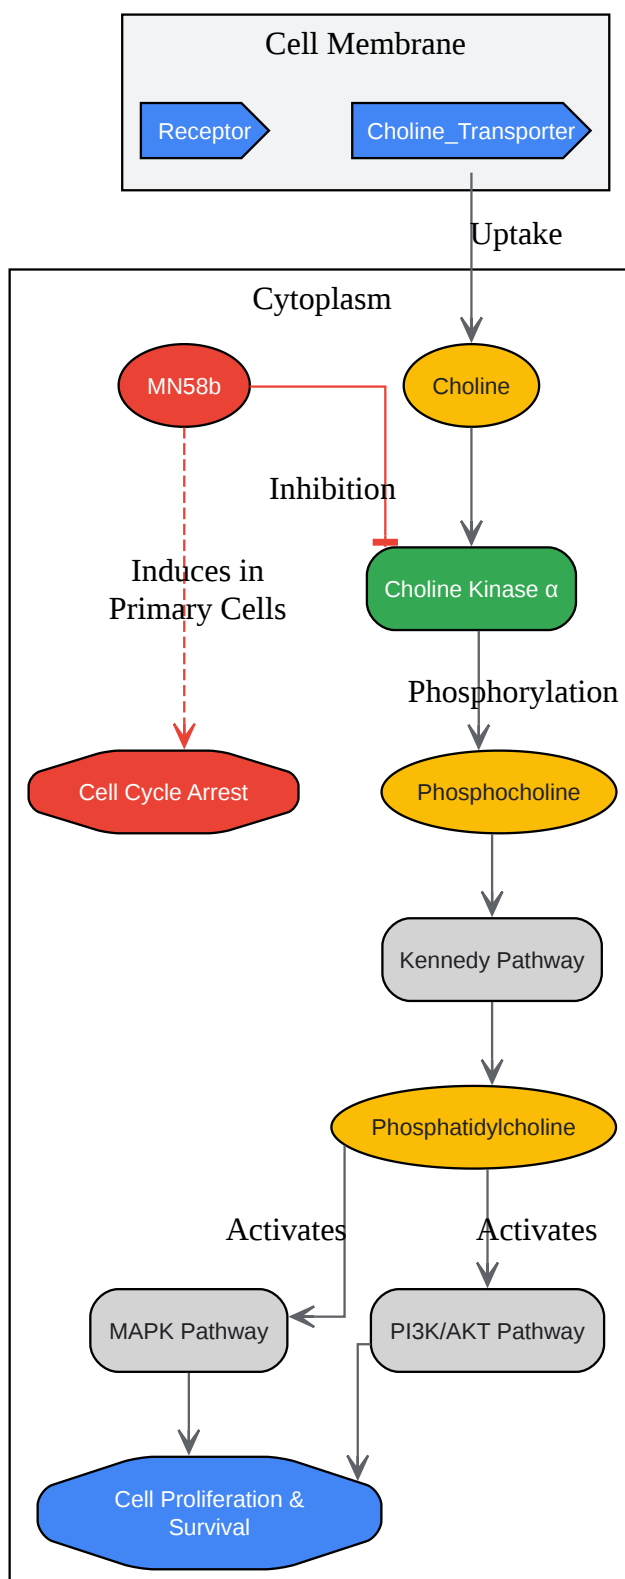 Cell Membrane
Receptor
Choline_Transporter
Uptake
Cytoplasm
MN58b
Choline
Inhibition
Induces in
Primary Cells
Choline Kinase α
Phosphorylation
Cell Cycle Arrest
Phosphocholine
Kennedy Pathway
Phosphatidylcholine
Activates
Activates
MAPK Pathway
PI3K/AKT Pathway
Cell Proliferation &
Survival